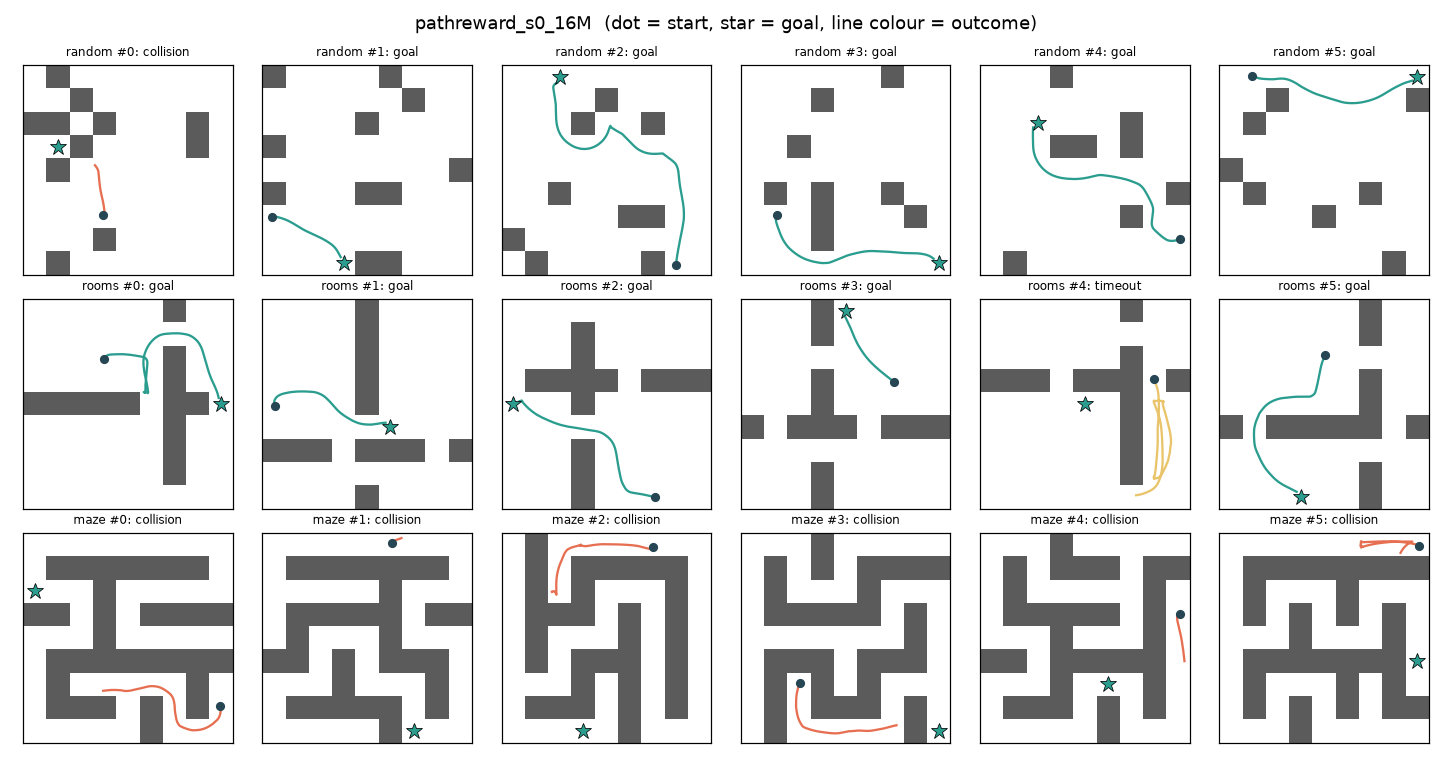 pathreward_s0_16M  (dot = start, star = goal, line colour = outcome)
random #0: collision
random #1: goal
random #2: goal
random #3: goal
random #4: goal
random #5: goal
rooms #0: goal
rooms #1: goal
rooms #2: goal
rooms #3: goal
rooms #4: timeout
rooms #5: goal
maze #0: collision
maze #1: collision
maze #2: collision
maze #3: collision
maze #4: collision
maze #5: collision